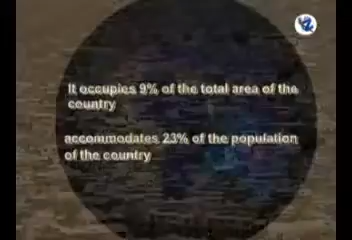 It occupies 9% of the total area of the
country
accommodates 23% of the population
of the country